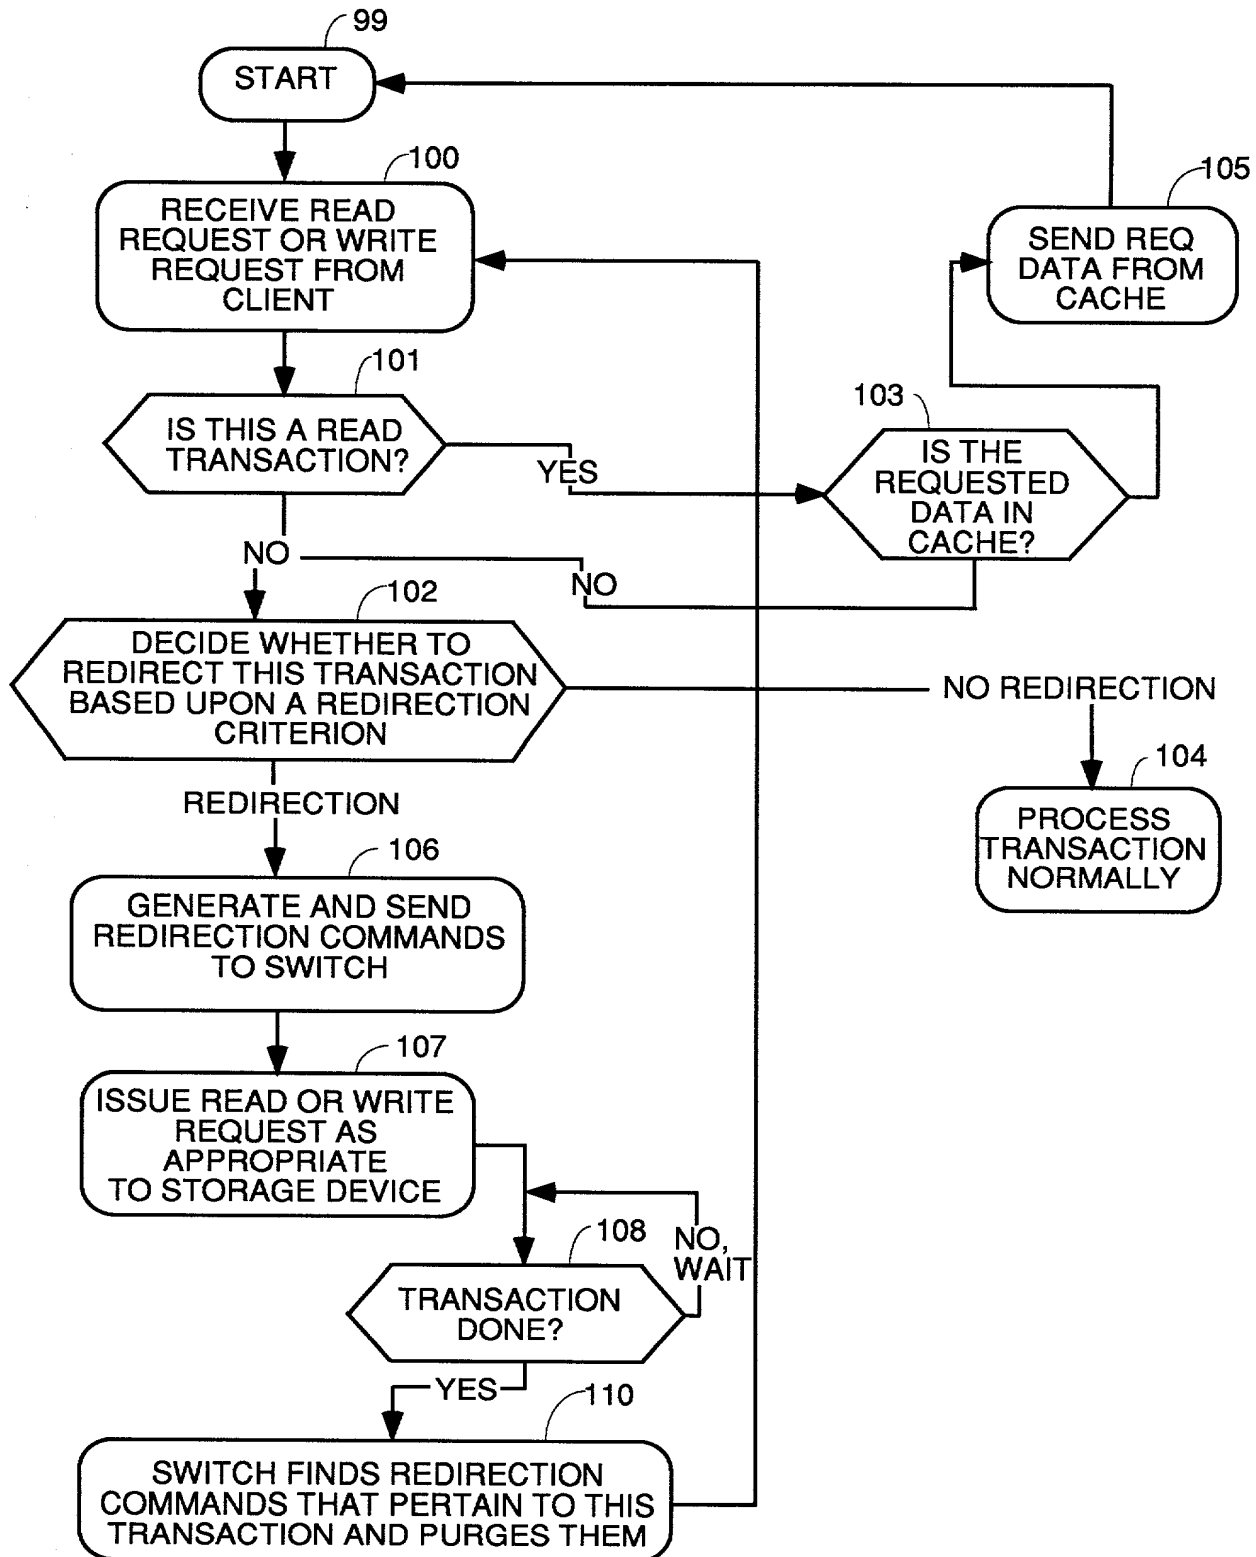 99
START
100
RECEIVE READ
REQUEST OR WRITE
REQUEST FROM
CLIENT
105
SEND REQ
DATA FROM
CACHE
101
IS THIS A READ
TRANSACTION?
YES
103
IS THE
REQUESTED
DATA IN
CACHE?
NO
NO
102
DECIDE WHETHER TO
REDIRECT THIS TRANSACTION
BASED UPON A REDIRECTION
CRITERION
NO REDIRECTION
104
PROCESS
TRANSACTION
NORMALLY
REDIRECTION
106
GENERATE AND SEND
REDIRECTION COMMANDS
TO SWITCH
107
ISSUE READ OR WRITE
REQUEST AS
APPROPRIATE
TO STORAGE DEVICE
108
NO,
WAIT
TRANSACTION
DONE?
YES
110
SWITCH FINDS REDIRECTION
COMMANDS THAT PERTAIN TO THIS
TRANSACTION AND PURGES THEM